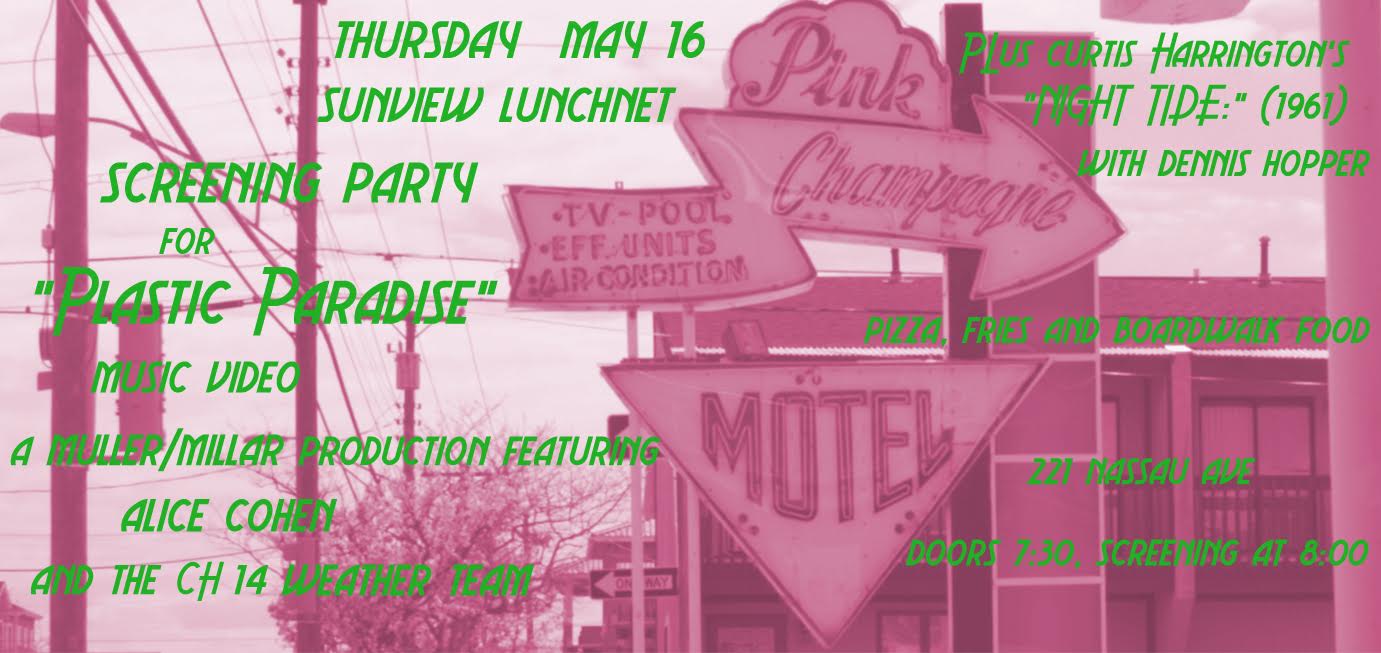 THURSDAY MAY 16
SUNVIEW LUNCHNET
SCREENING PARTY
FOR
"PLASTIC PARADISE"
MUSIC VIDEO
A MULLER/MILLAR PRODUCTION FEATURING
ALICE COHEN
AND THE CH 14 WEATHER TEAM
PLUS CURTIS HARRINGTON'S
"NIGHT TIDE:" (1961)
WITH DENNIS HOPPER
PIZZA, FRIES AND BOARDWALK FOOD
221 NASSAU AVE
DOORS 7:30, SCREENING AT 8:00
Pink
Champagne
•T.V.-POOL
•EFF. UNITS
•AIR CONDITION
MOTEL
ONE WAY